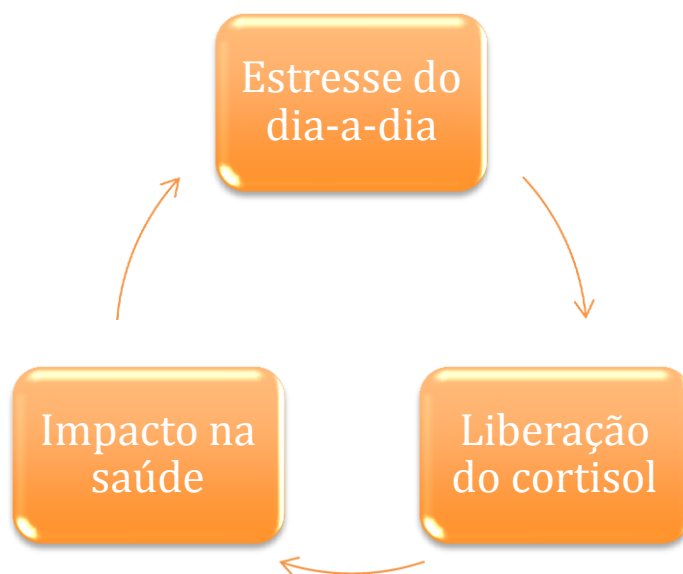 Estresse do
dia-a-dia
Liberação
do cortisol
Impacto na
saúde